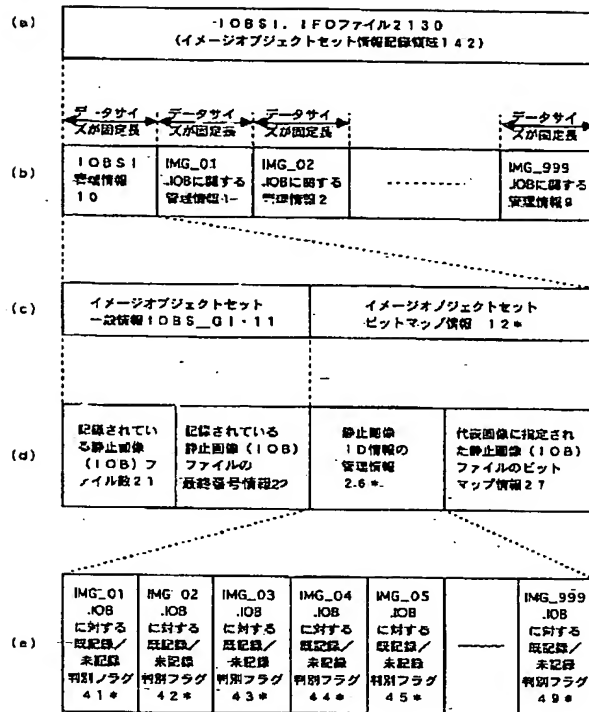 (a)
IOBSI. IFOファイル2130
(イメージオブジェクトセット情報記録領域142)
データサイ
ズが固定長
データサイ
ズが固定長
データサイ
ズが固定長
データサイ
ズが固定長
(b)
IOBSI
管理情報
10
IMG_01
.IOBに関する
管理情報1
IMG_02
.IOBに関する
管理情報2
IMG_999
.IOBに関する
管理情報9
(c)
イメージオブジェクトセット
一般情報IOBS_GI・11
イメージオブジェクトセット
ビットマップ情報 12*
(d)
記録されてい
る静止画像
(IOB)フ
ァイル数21
記録されている
静止画像(IOB)
ファイルの
最終番号情報22
静止画像
ID情報の
管理情報
26*
代表画像に指定され
た静止画像(IOB)
ファイルのビット
マップ情報27
(e)
IMG_01
.IOB
に対する
既記録/
未記録
判別フラグ
41*
IMG_02
.IOB
に対する
既記録/
未記録
判別フラグ
42*
IMG_03
.IOB
に対する
既記録/
未記録
判別フラグ
43*
IMG_04
.IOB
に対する
既記録/
未記録
判別フラグ
44*
IMG_05
.IOB
に対する
既記録/
未記録
判別フラグ
45*
IMG_999
.IOB
に対する
既記録/
未記録
判別フラグ
49*